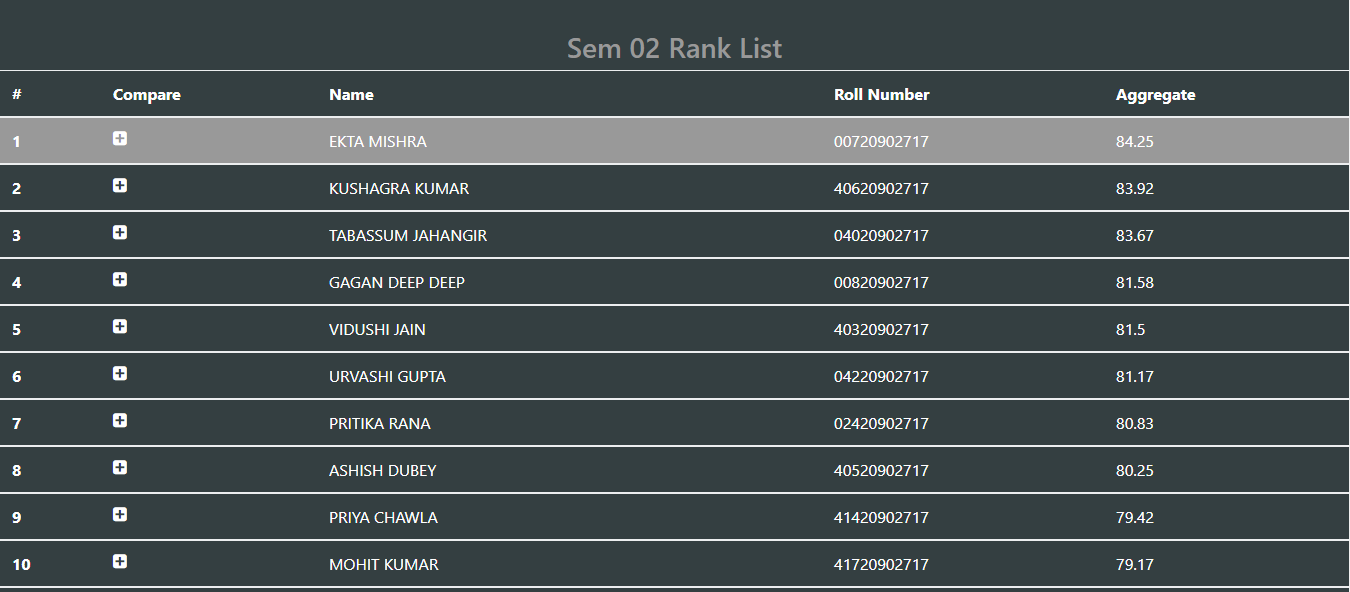 Sem 02 Rank List
# Compare Name Roll Number Aggregate
1 EKTA MISHRA 00720902717 84.25
2 KUSHAGRA KUMAR 40620902717 83.92
3 TABASSUM JAHANGIR 04020902717 83.67
4 GAGAN DEEP DEEP 00820902717 81.58
5 VIDUSHI JAIN 40320902717 81.5
6 URVASHI GUPTA 04220902717 81.17
7 PRITIKA RANA 02420902717 80.83
8 ASHISH DUBEY 40520902717 80.25
9 PRIYA CHAWLA 41420902717 79.42
10 MOHIT KUMAR 41720902717 79.17